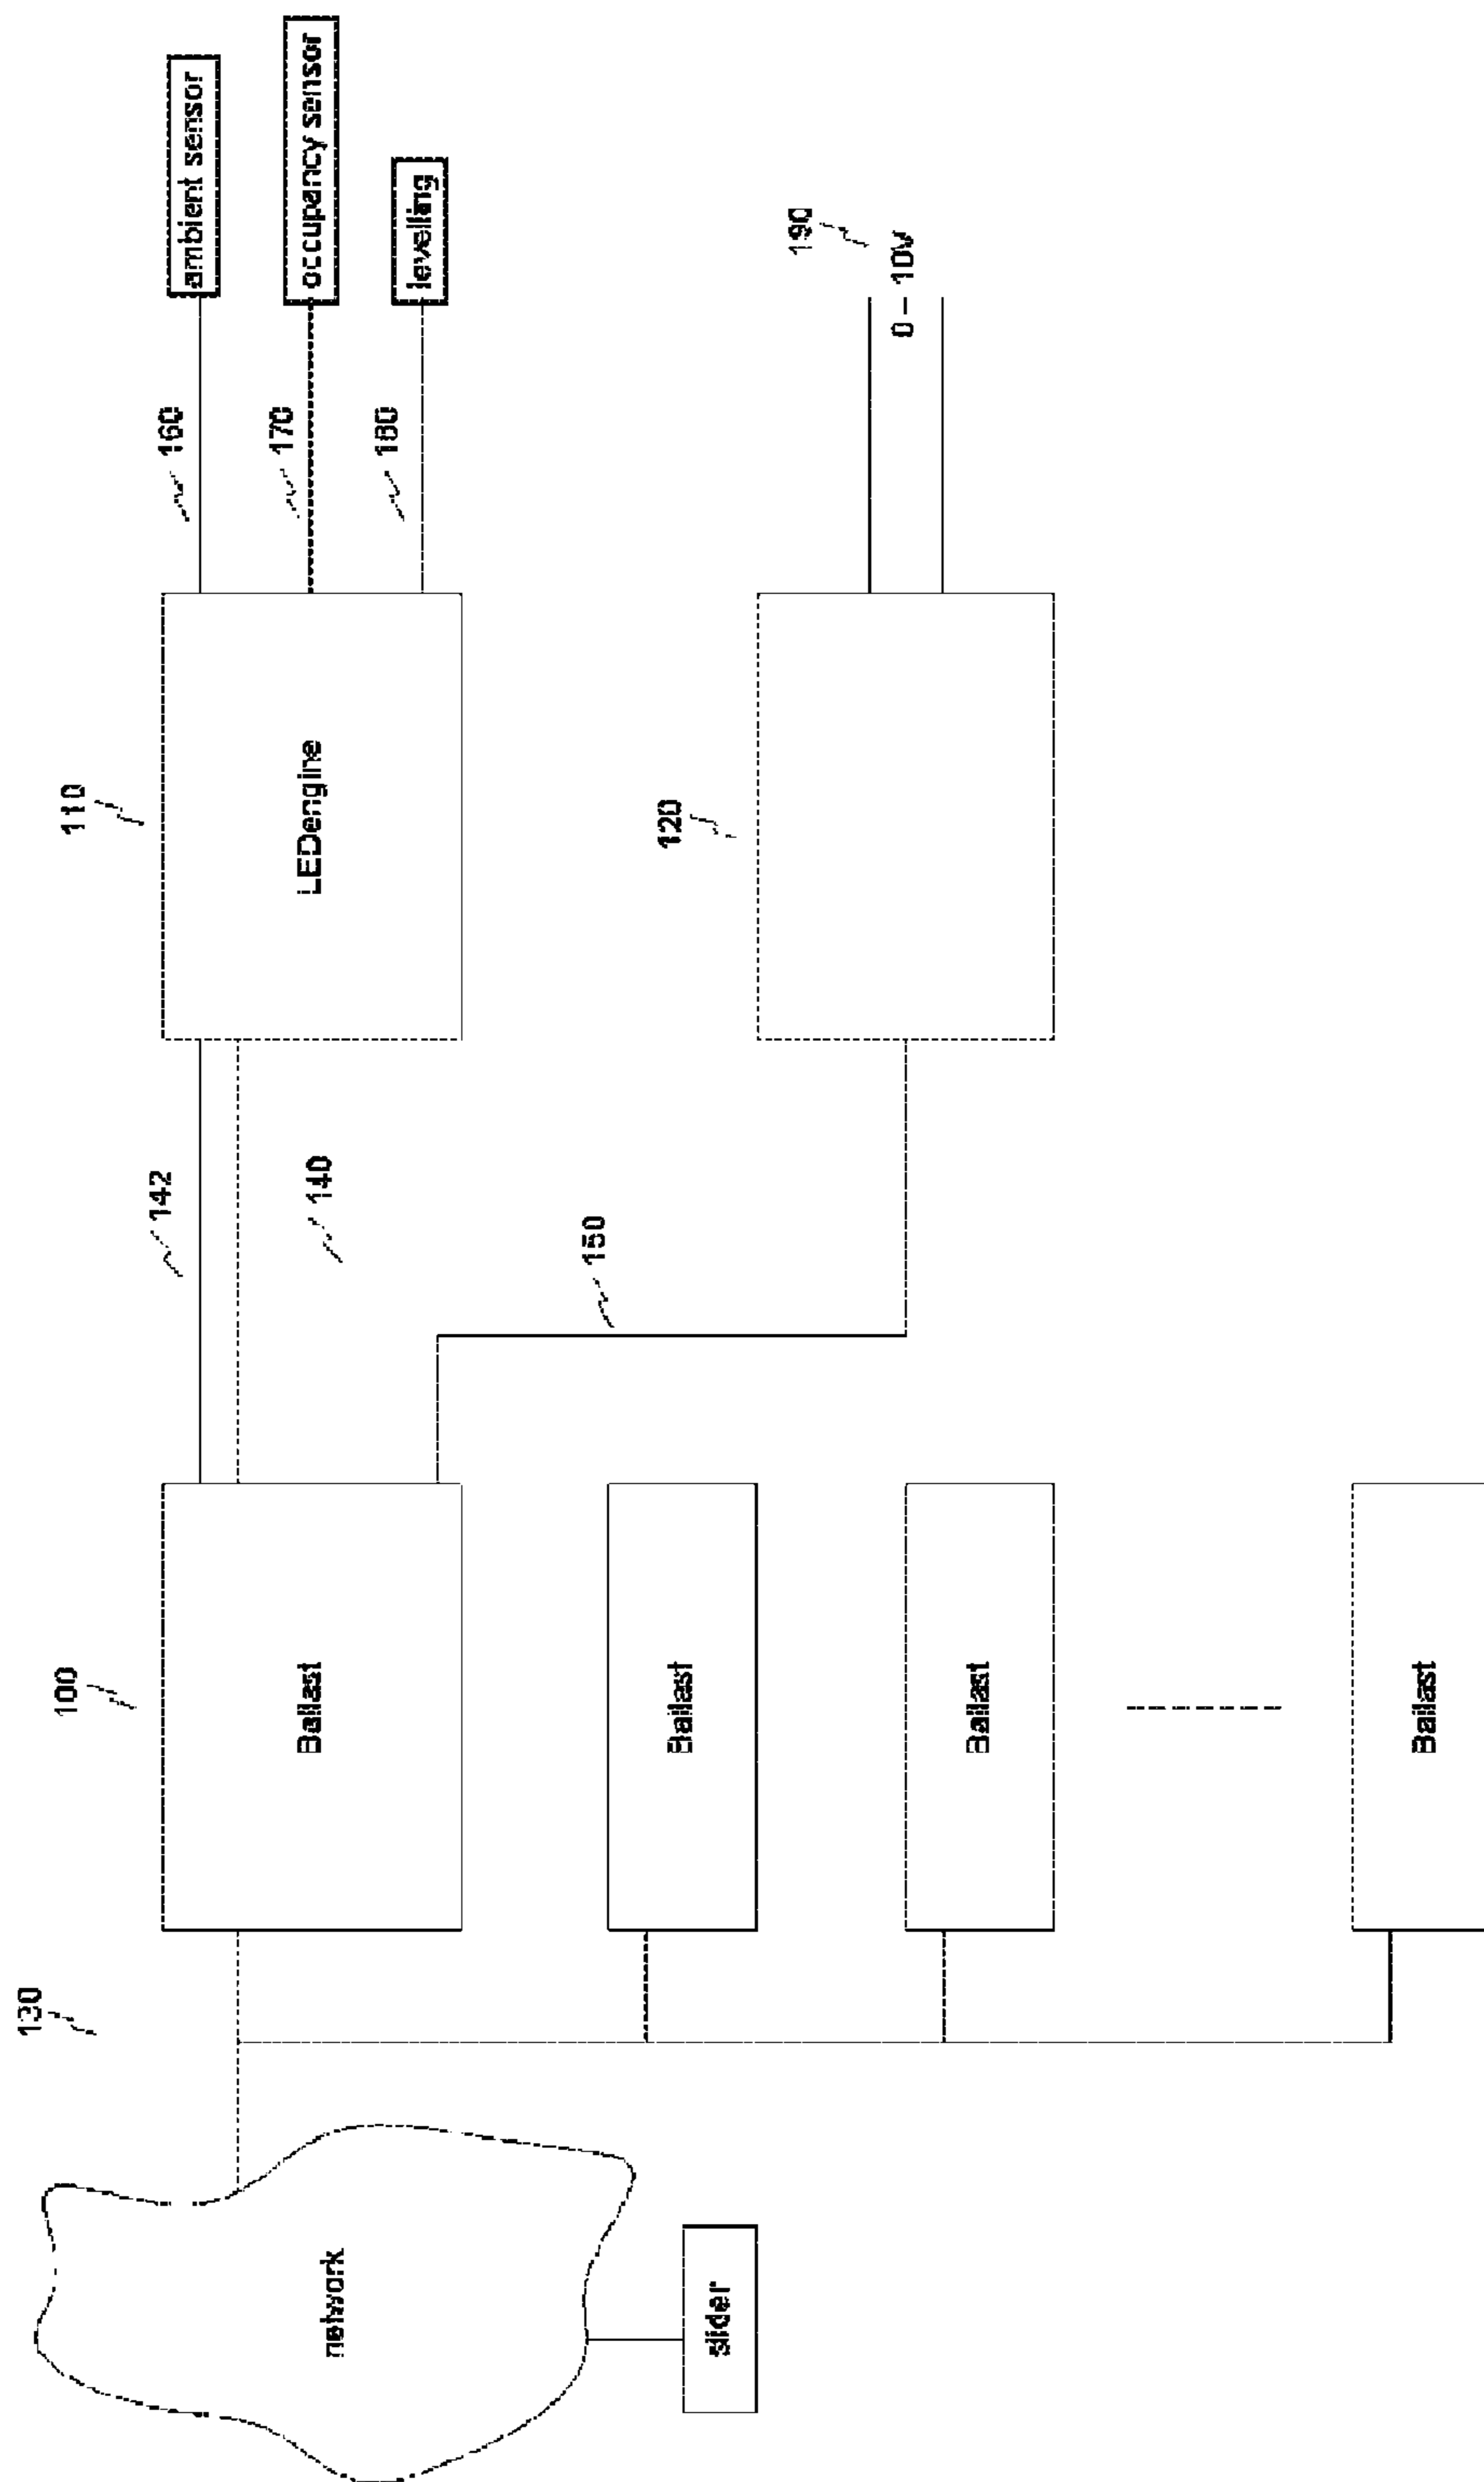 130
network
slider
100
Ballast
Ballast
Ballast
Ballast
142
140
150
110
LEDengine
120
160
170
180
ambient sensor
occupancy sensor
levelling
190
0 – 10V